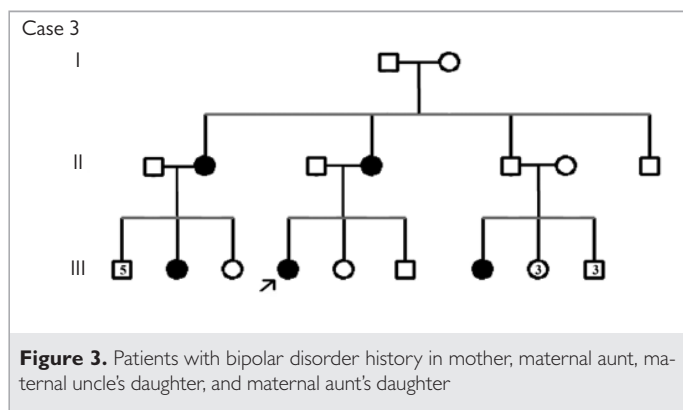 Case 3
I
II
III
5
3
3
Figure 3. Patients with bipolar disorder history in mother, maternal aunt, ma-
ternal uncle's daughter, and maternal aunt's daughter